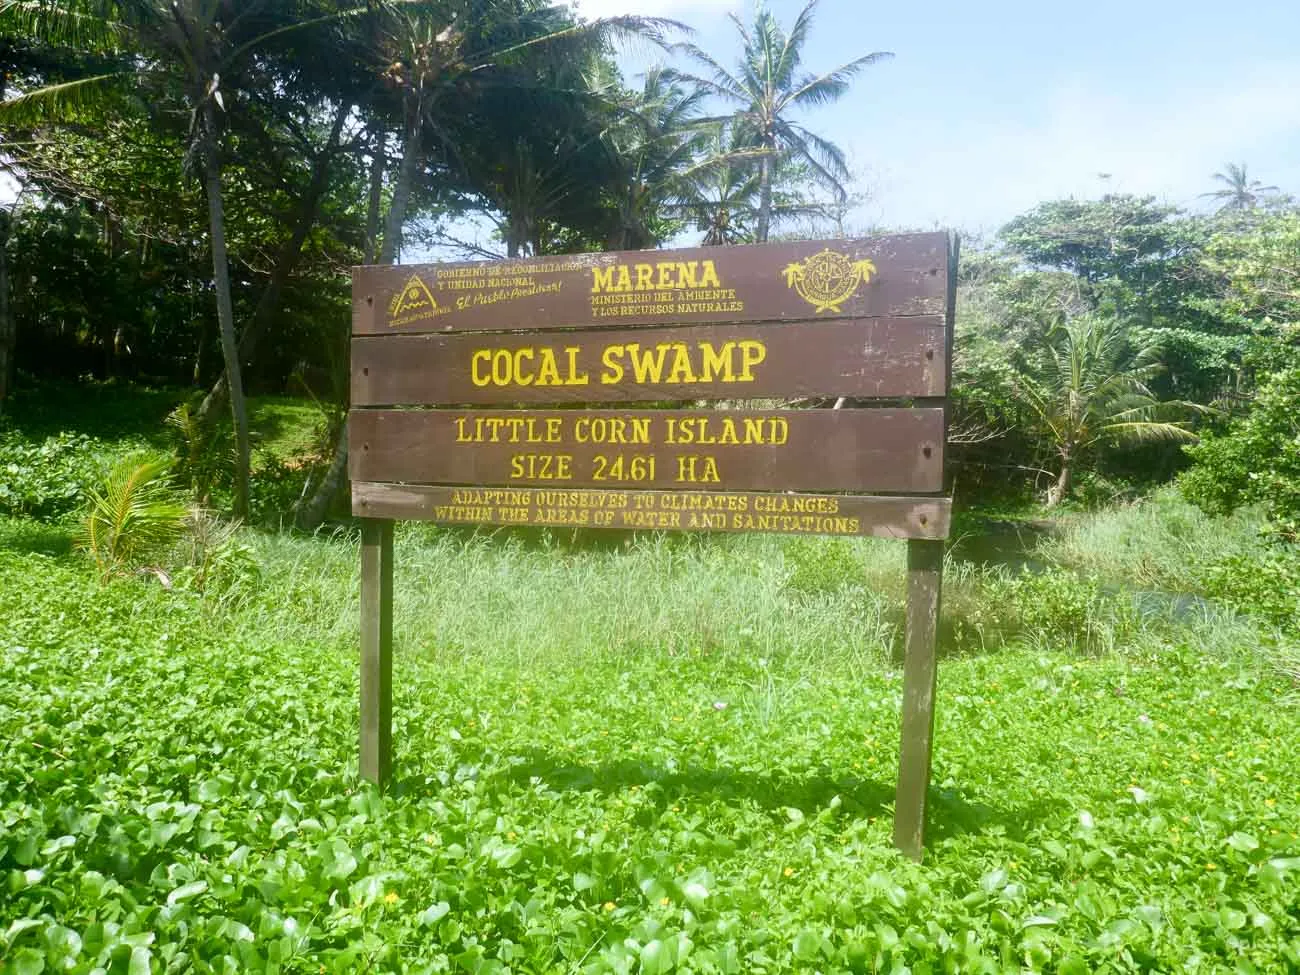 GOBIERNO DE RECONCILIACION
Y UNIDAD NACIONAL
El Pueblo Presidente!
MARENA
MINISTERIO DEL AMBIENTE
Y LOS RECURSOS NATURALES
COCAL SWAMP
LITTLE CORN ISLAND
SIZE 24.61 HA
ADAPTING OURSELVES TO CLIMATES CHANGES
WITHIN THE AREAS OF WATER AND SANITATIONS